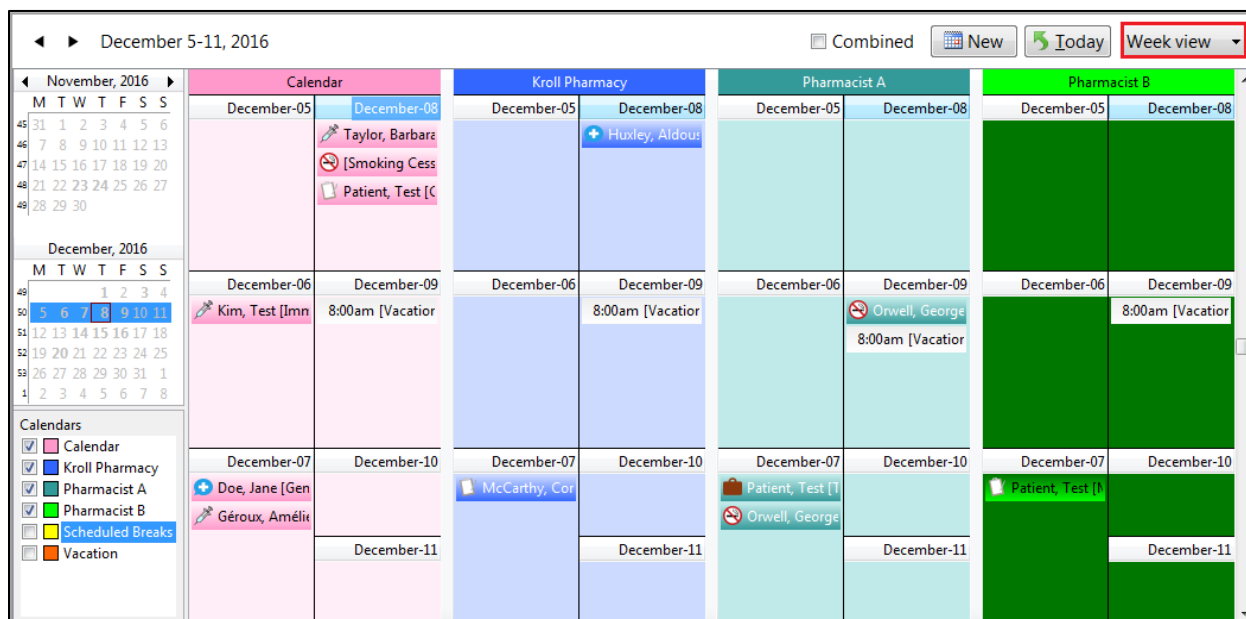 December 5-11, 2016 Combined New Today Week view
November, 2016
M T W T F S S
45 31 1 2 3 4 5 6
46 7 8 9 10 11 12 13
47 14 15 16 17 18 19 20
48 21 22 23 24 25 26 27
49 28 29 30
December, 2016
M T W T F S S
49 1 2 3 4
50 5 6 7 8 9 10 11
51 12 13 14 15 16 17 18
52 19 20 21 22 23 24 25
53 26 27 28 29 30 31 1
1 2 3 4 5 6 7 8
Calendars
Calendar
Kroll Pharmacy
Pharmacist A
Pharmacist B
Scheduled Breaks
Vacation
Calendar
December-05 December-08
Taylor, Barbara
[Smoking Cess
Patient, Test [C
December-06 December-09
Kim, Test [Imn 8:00am [Vacation
December-07 December-10
Doe, Jane [Gen
Géroux, Amélie
December-11
Kroll Pharmacy
December-05 December-08
Huxley, Aldous
December-06 December-09
8:00am [Vacation
December-07 December-10
McCarthy, Cor
December-11
Pharmacist A
December-05 December-08
December-06 December-09
Orwell, George
8:00am [Vacation
December-07 December-10
Patient, Test [T
Orwell, George
December-11
Pharmacist B
December-05 December-08
December-06 December-09
8:00am [Vacation
December-07 December-10
Patient, Test [M
December-11